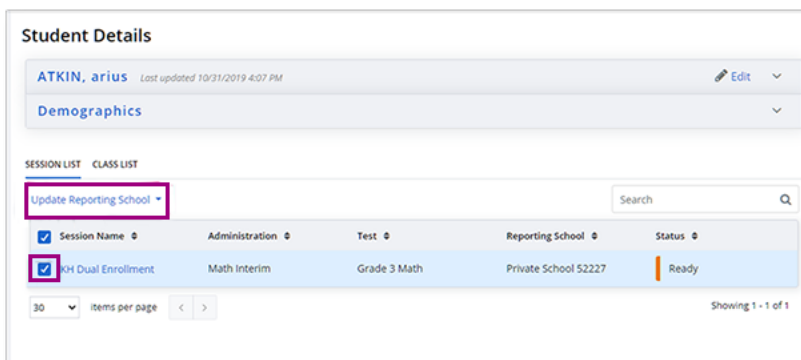 Student Details
ATKIN, arius Last updated 10/31/2019 4:07 PM Edit
Demographics
SESSION LIST CLASS LIST
Update Reporting School Search
Session Name Administration Test Reporting School Status
KH Dual Enrollment Math Interim Grade 3 Math Private School 52227 Ready
30 items per page < > Showing 1 - 1 of 1